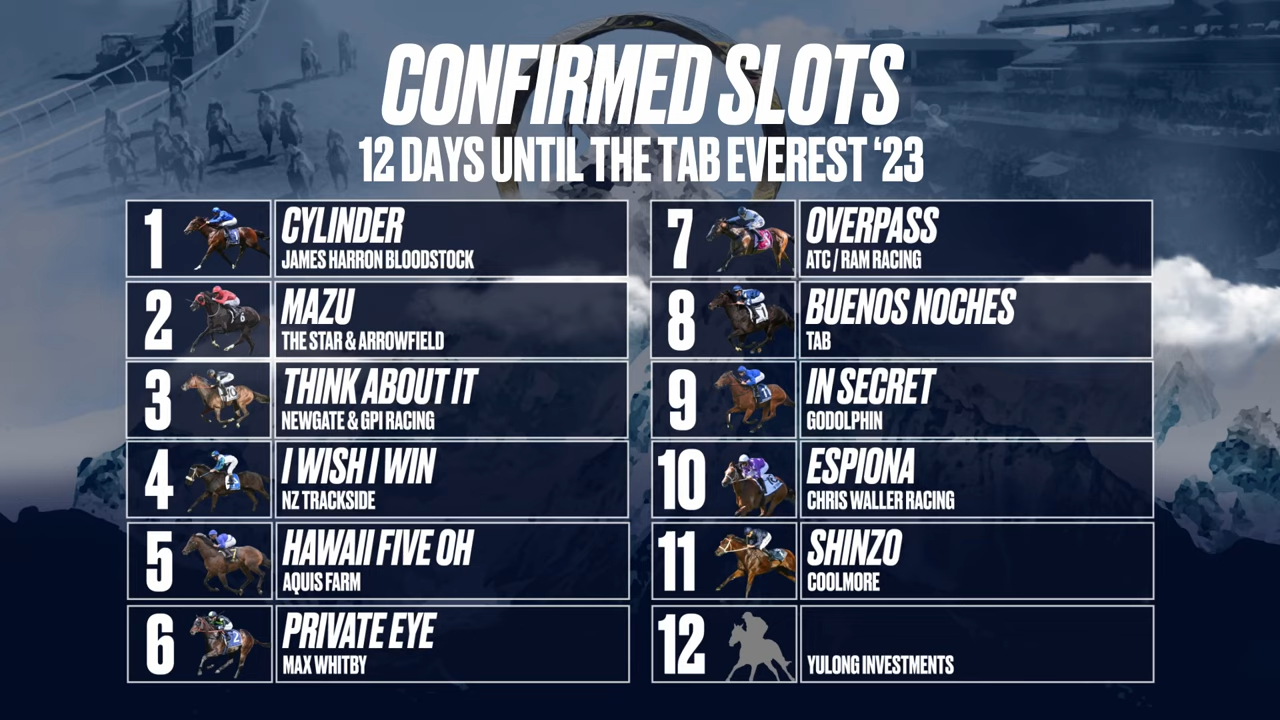 CONFIRMED SLOTS
12 DAYS UNTIL THE TAB EVEREST ‘23
1
CYLINDER
JAMES HARRON BLOODSTOCK
2
MAZU
THE STAR & ARROWFIELD
3
THINK ABOUT IT
NEWGATE & GPI RACING
4
I WISH I WIN
NZ TRACKSIDE
5
HAWAII FIVE OH
AQUIS FARM
6
PRIVATE EYE
MAX WHITBY
7
OVERPASS
ATC / RAM RACING
8
BUENOS NOCHES
TAB
9
IN SECRET
GODOLPHIN
10
ESPIONA
CHRIS WALLER RACING
11
SHINZO
COOLMORE
12
YULONG INVESTMENTS